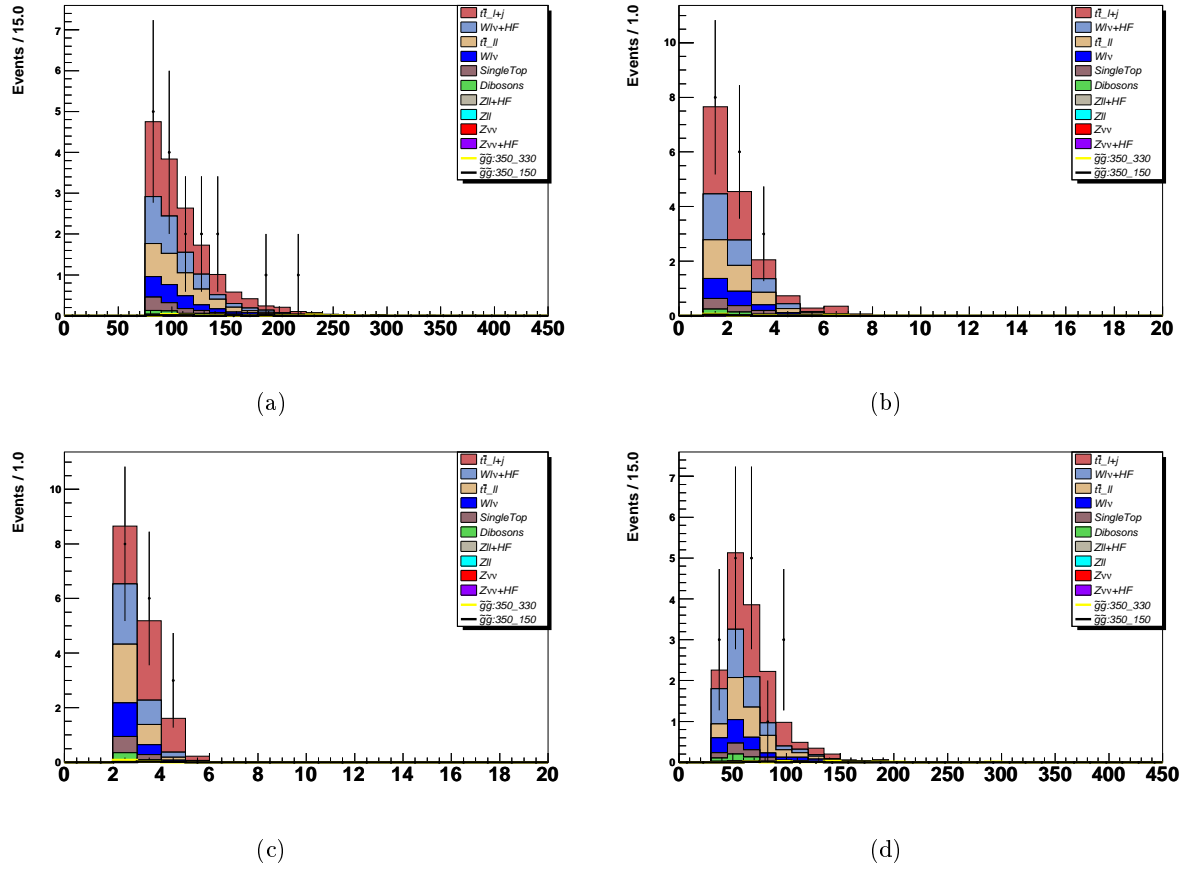 Events / 15.0
7
6
5
4
3
2
1
0
0 50 100 150 200 250 300 350 400 450
tt̄_l+j
Wlν+HF
tt̄_ll
Wlν
SingleTop
Dibosons
Zll+HF
Zll
Zνν
Zνν+HF
g̃g̃:350_330
g̃g̃:350_150
(a)
Events / 1.0
10
8
6
4
2
0
0 2 4 6 8 10 12 14 16 18 20
tt̄_l+j
Wlν+HF
tt̄_ll
Wlν
SingleTop
Dibosons
Zll+HF
Zll
Zνν
Zνν+HF
g̃g̃:350_330
g̃g̃:350_150
(b)
Events / 1.0
10
8
6
4
2
0
0 2 4 6 8 10 12 14 16 18 20
tt̄_l+j
Wlν+HF
tt̄_ll
Wlν
SingleTop
Dibosons
Zll+HF
Zll
Zνν
Zνν+HF
g̃g̃:350_330
g̃g̃:350_150
(c)
Events / 15.0
7
6
5
4
3
2
1
0
0 50 100 150 200 250 300 350 400 450
tt̄_l+j
Wlν+HF
tt̄_ll
Wlν
SingleTop
Dibosons
Zll+HF
Zll
Zνν
Zνν+HF
g̃g̃:350_330
g̃g̃:350_150
(d)